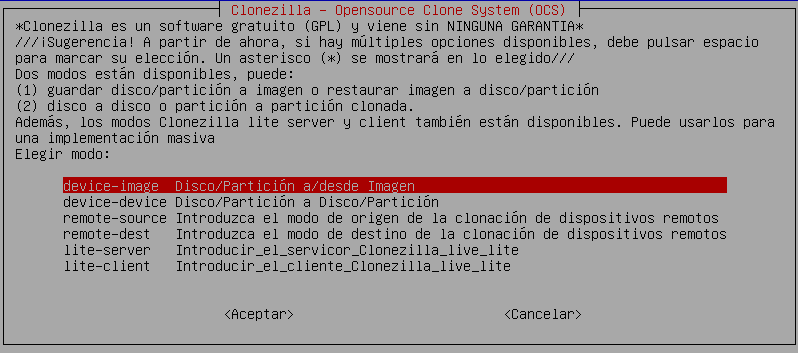 Clonezilla - Opensource Clone System (OCS)
*Clonezilla es un software gratuito (GPL) y viene sin NINGUNA GARANTIA*
///¡Sugerencia! A partir de ahora, si hay múltiples opciones disponibles, debe pulsar espacio
para marcar su elección. Un asterisco (*) se mostrará en lo elegido///
Dos modos están disponibles, puede:
(1) guardar disco/partición a imagen o restaurar imagen a disco/partición
(2) disco a disco o partición a partición clonada.
Además, los modos Clonezilla lite server y client también están disponibles. Puede usarlos para
una implementación masiva
Elegir modo:
device-image Disco/Partición a/desde Imagen
device-device Disco/Partición a Disco/Partición
remote-source Introduzca el modo de origen de la clonación de dispositivos remotos
remote-dest Introduzca el modo de destino de la clonación de dispositivos remotos
lite-server Introducir_el_servicor_Clonezilla_live_lite
lite-client Introducir_el_cliente_Clonezilla_live_lite
<Aceptar> <Cancelar>